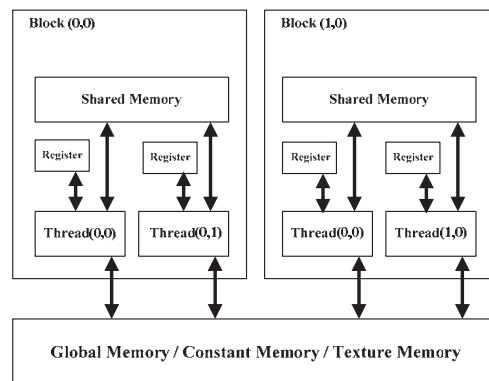 Block (0,0)
Shared Memory
Register
Register
Thread(0,0)
Thread(0,1)
Block (1,0)
Shared Memory
Register
Register
Thread(0,0)
Thread(1,0)
Global Memory / Constant Memory / Texture Memory